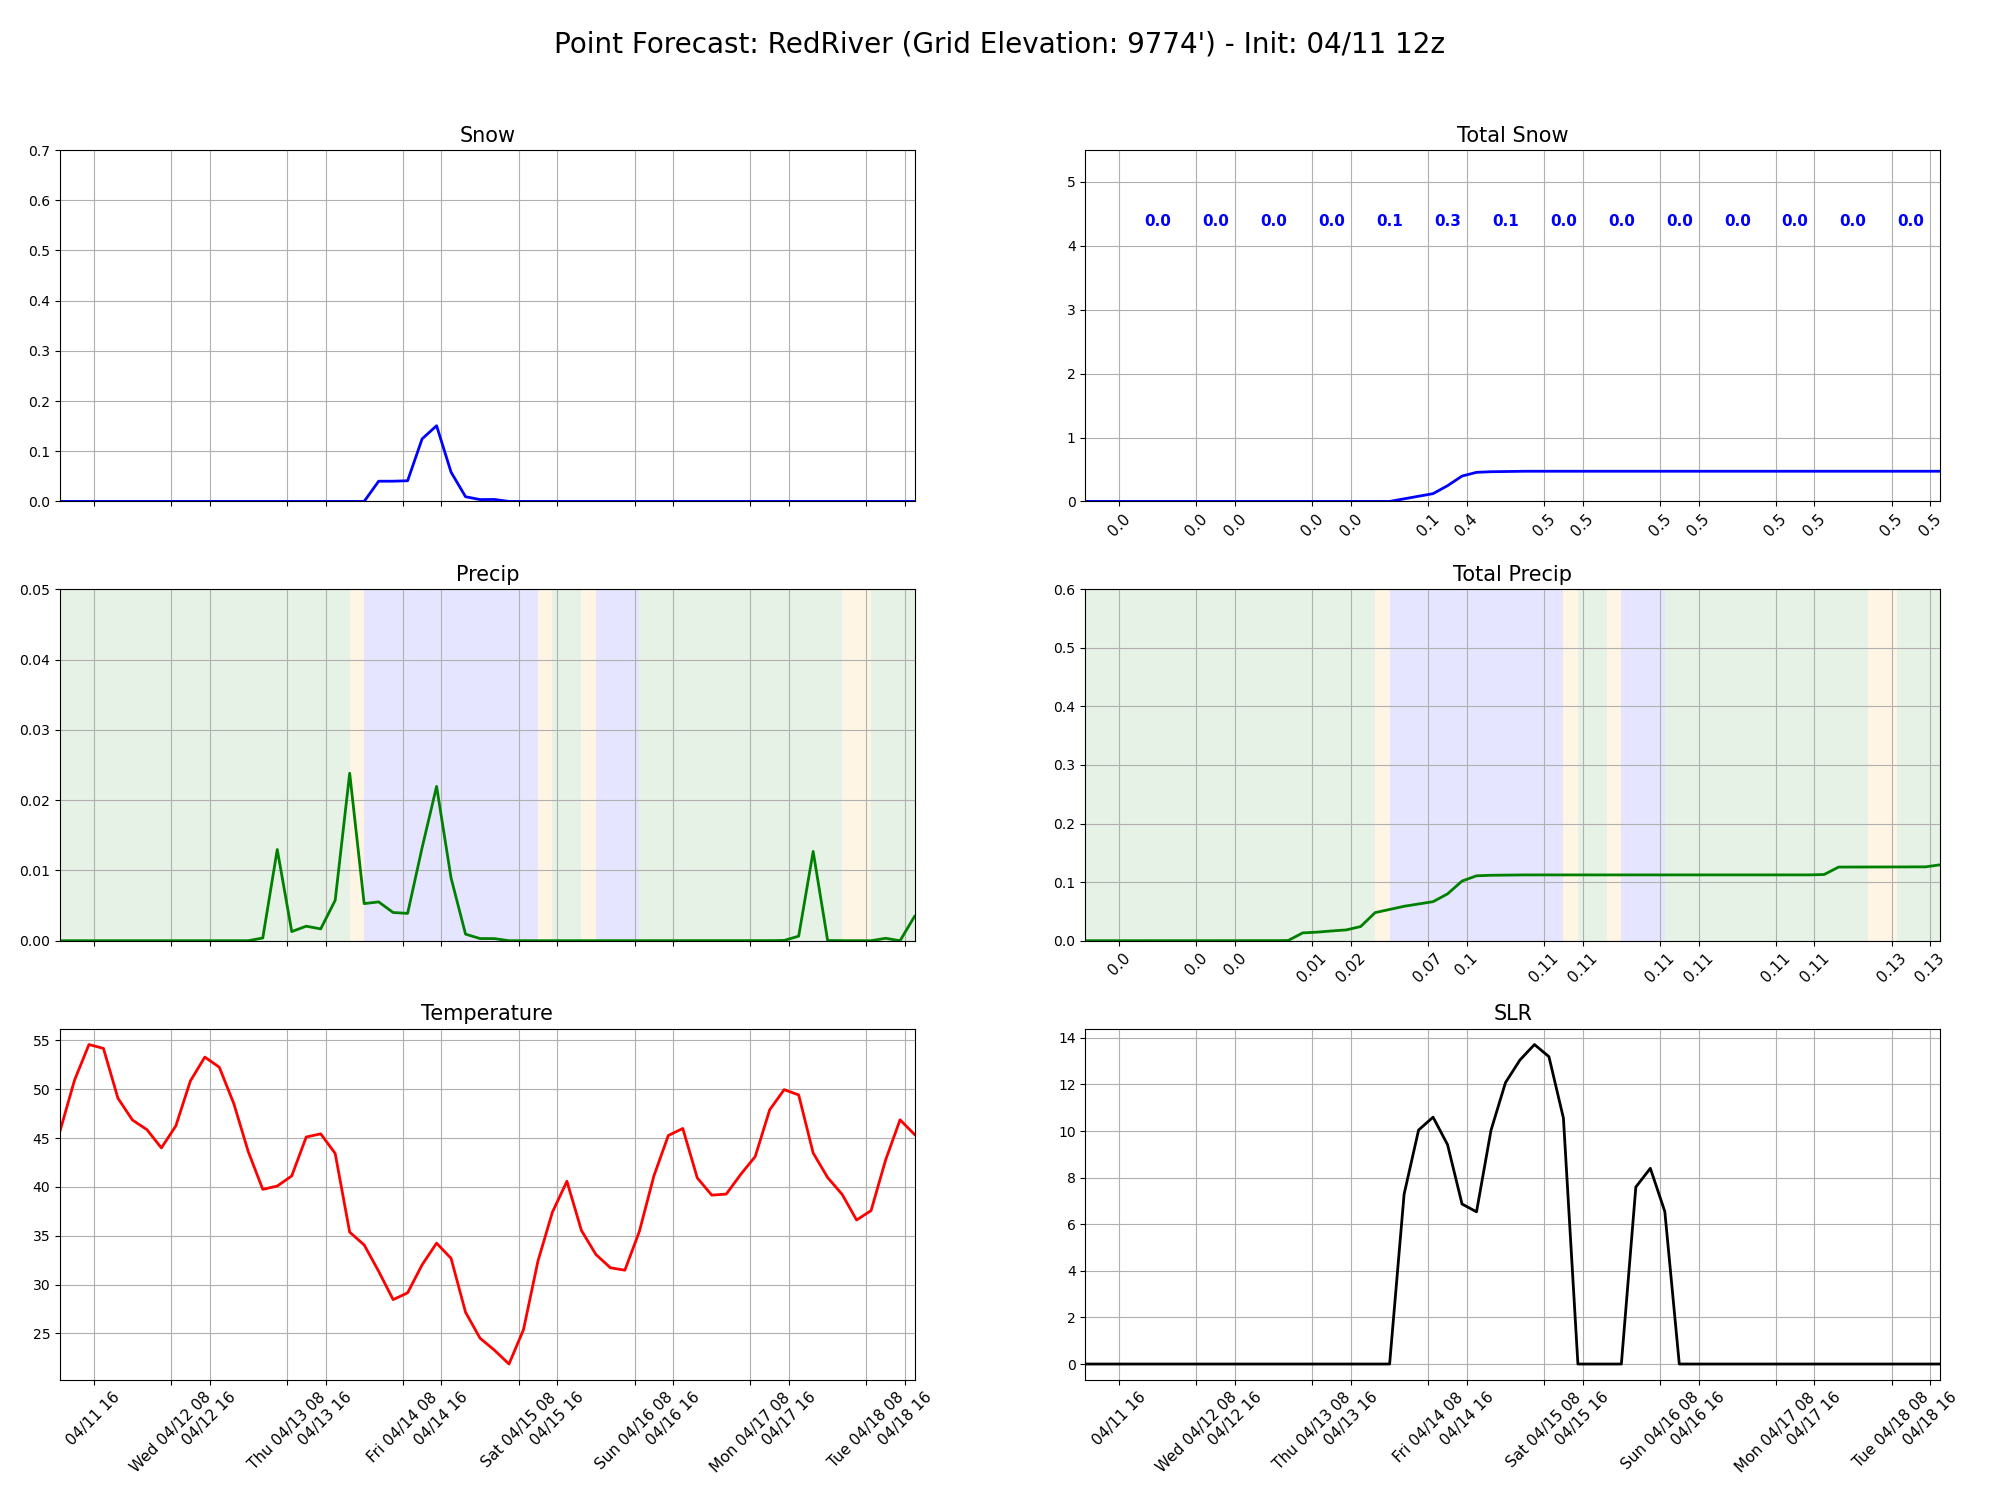 Point Forecast: RedRiver (Grid Elevation: 9774') - Init: 04/11 12z
Snow
0.7
0.6
0.5
0.4
0.3
0.2
0.1
0.0
Total Snow
5
4
3
2
1
0
0.0 0.0 0.0 0.0 0.1 0.3 0.1 0.0 0.0 0.0 0.0 0.0 0.0 0.0
0.0 0.0 0.0 0.0 0.0 0.1 0.4 0.5 0.5 0.5 0.5 0.5 0.5 0.5 0.5
Precip
0.05
0.04
0.03
0.02
0.01
0.00
Total Precip
0.6
0.5
0.4
0.3
0.2
0.1
0.0
0.0 0.0 0.0 0.01 0.02 0.07 0.1 0.11 0.11 0.11 0.11 0.11 0.11 0.13 0.13
Temperature
55
50
45
40
35
30
25
04/11 16
Wed 04/12 08
04/12 16
Thu 04/13 08
04/13 16
Fri 04/14 08
04/14 16
Sat 04/15 08
04/15 16
Sun 04/16 08
04/16 16
Mon 04/17 08
04/17 16
Tue 04/18 08
04/18 16
SLR
14
12
10
8
6
4
2
0
04/11 16
Wed 04/12 08
04/12 16
Thu 04/13 08
04/13 16
Fri 04/14 08
04/14 16
Sat 04/15 08
04/15 16
Sun 04/16 08
04/16 16
Mon 04/17 08
04/17 16
Tue 04/18 08
04/18 16